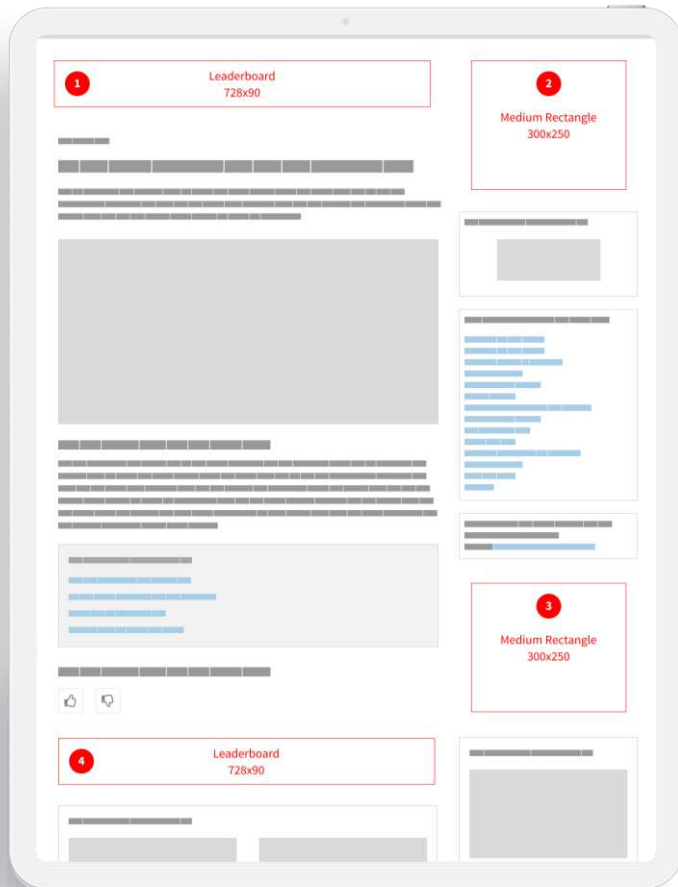 1
Leaderboard
728x90
2
Medium Rectangle
300x250
3
Medium Rectangle
300x250
4
Leaderboard
728x90